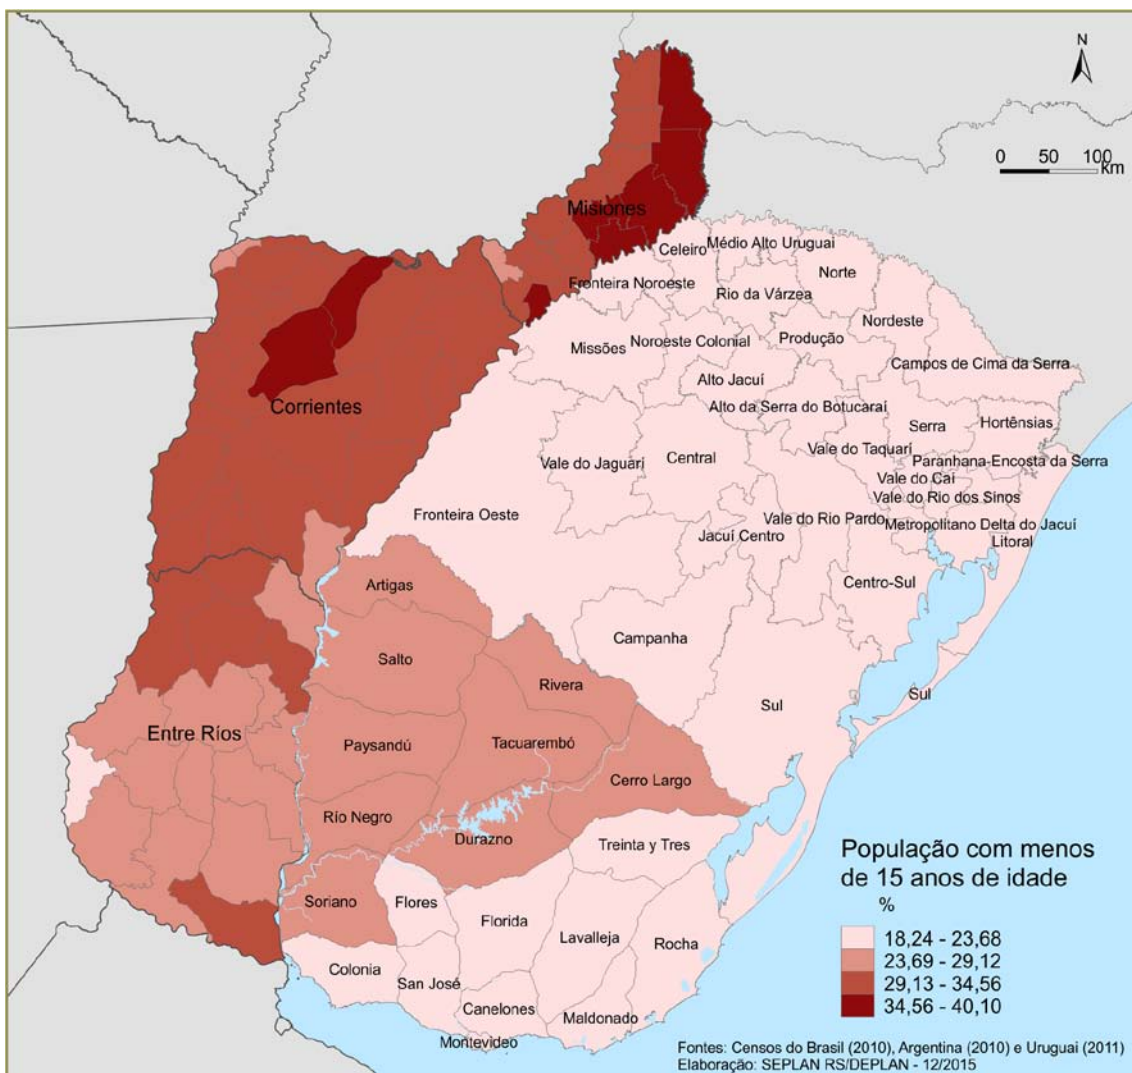 N
0 50 100
km
Misiones
Celeiro
Médio Alto Uruguai
Norte
Fronteira Noroeste
Rio da Várzea
Nordeste
Missões
Noroeste Colonial
Produção
Campos de Cima da Serra
Alto Jacuí
Corrientes
Alto da Serra do Botucaraí
Serra
Hortênsias
Vale do Taquari
Vale do Jaguari
Central
Paranhana-Encosta da Serra
Vale do Caí
Vale do Rio dos Sinos
Fronteira Oeste
Vale do Rio Pardo
Metropolitano Delta do Jacuí
Jacuí Centro
Litoral
Artigas
Centro-Sul
Campanha
Salto
Rivera
Sul
Sul
Entre Ríos
Paysandú
Tacuarembó
Cerro Largo
Río Negro
Durazno
Treinta y Tres
Soriano
Flores
Florida
Lavalleja
Rocha
Colonia
San José
Canelones
Maldonado
Montevideo
População com menos
de 15 anos de idade
%
18,24 - 23,68
23,69 - 29,12
29,13 - 34,56
34,56 - 40,10
Fontes: Censos do Brasil (2010), Argentina (2010) e Uruguai (2011)
Elaboração: SEPLAN RS/DEPLAN - 12/2015